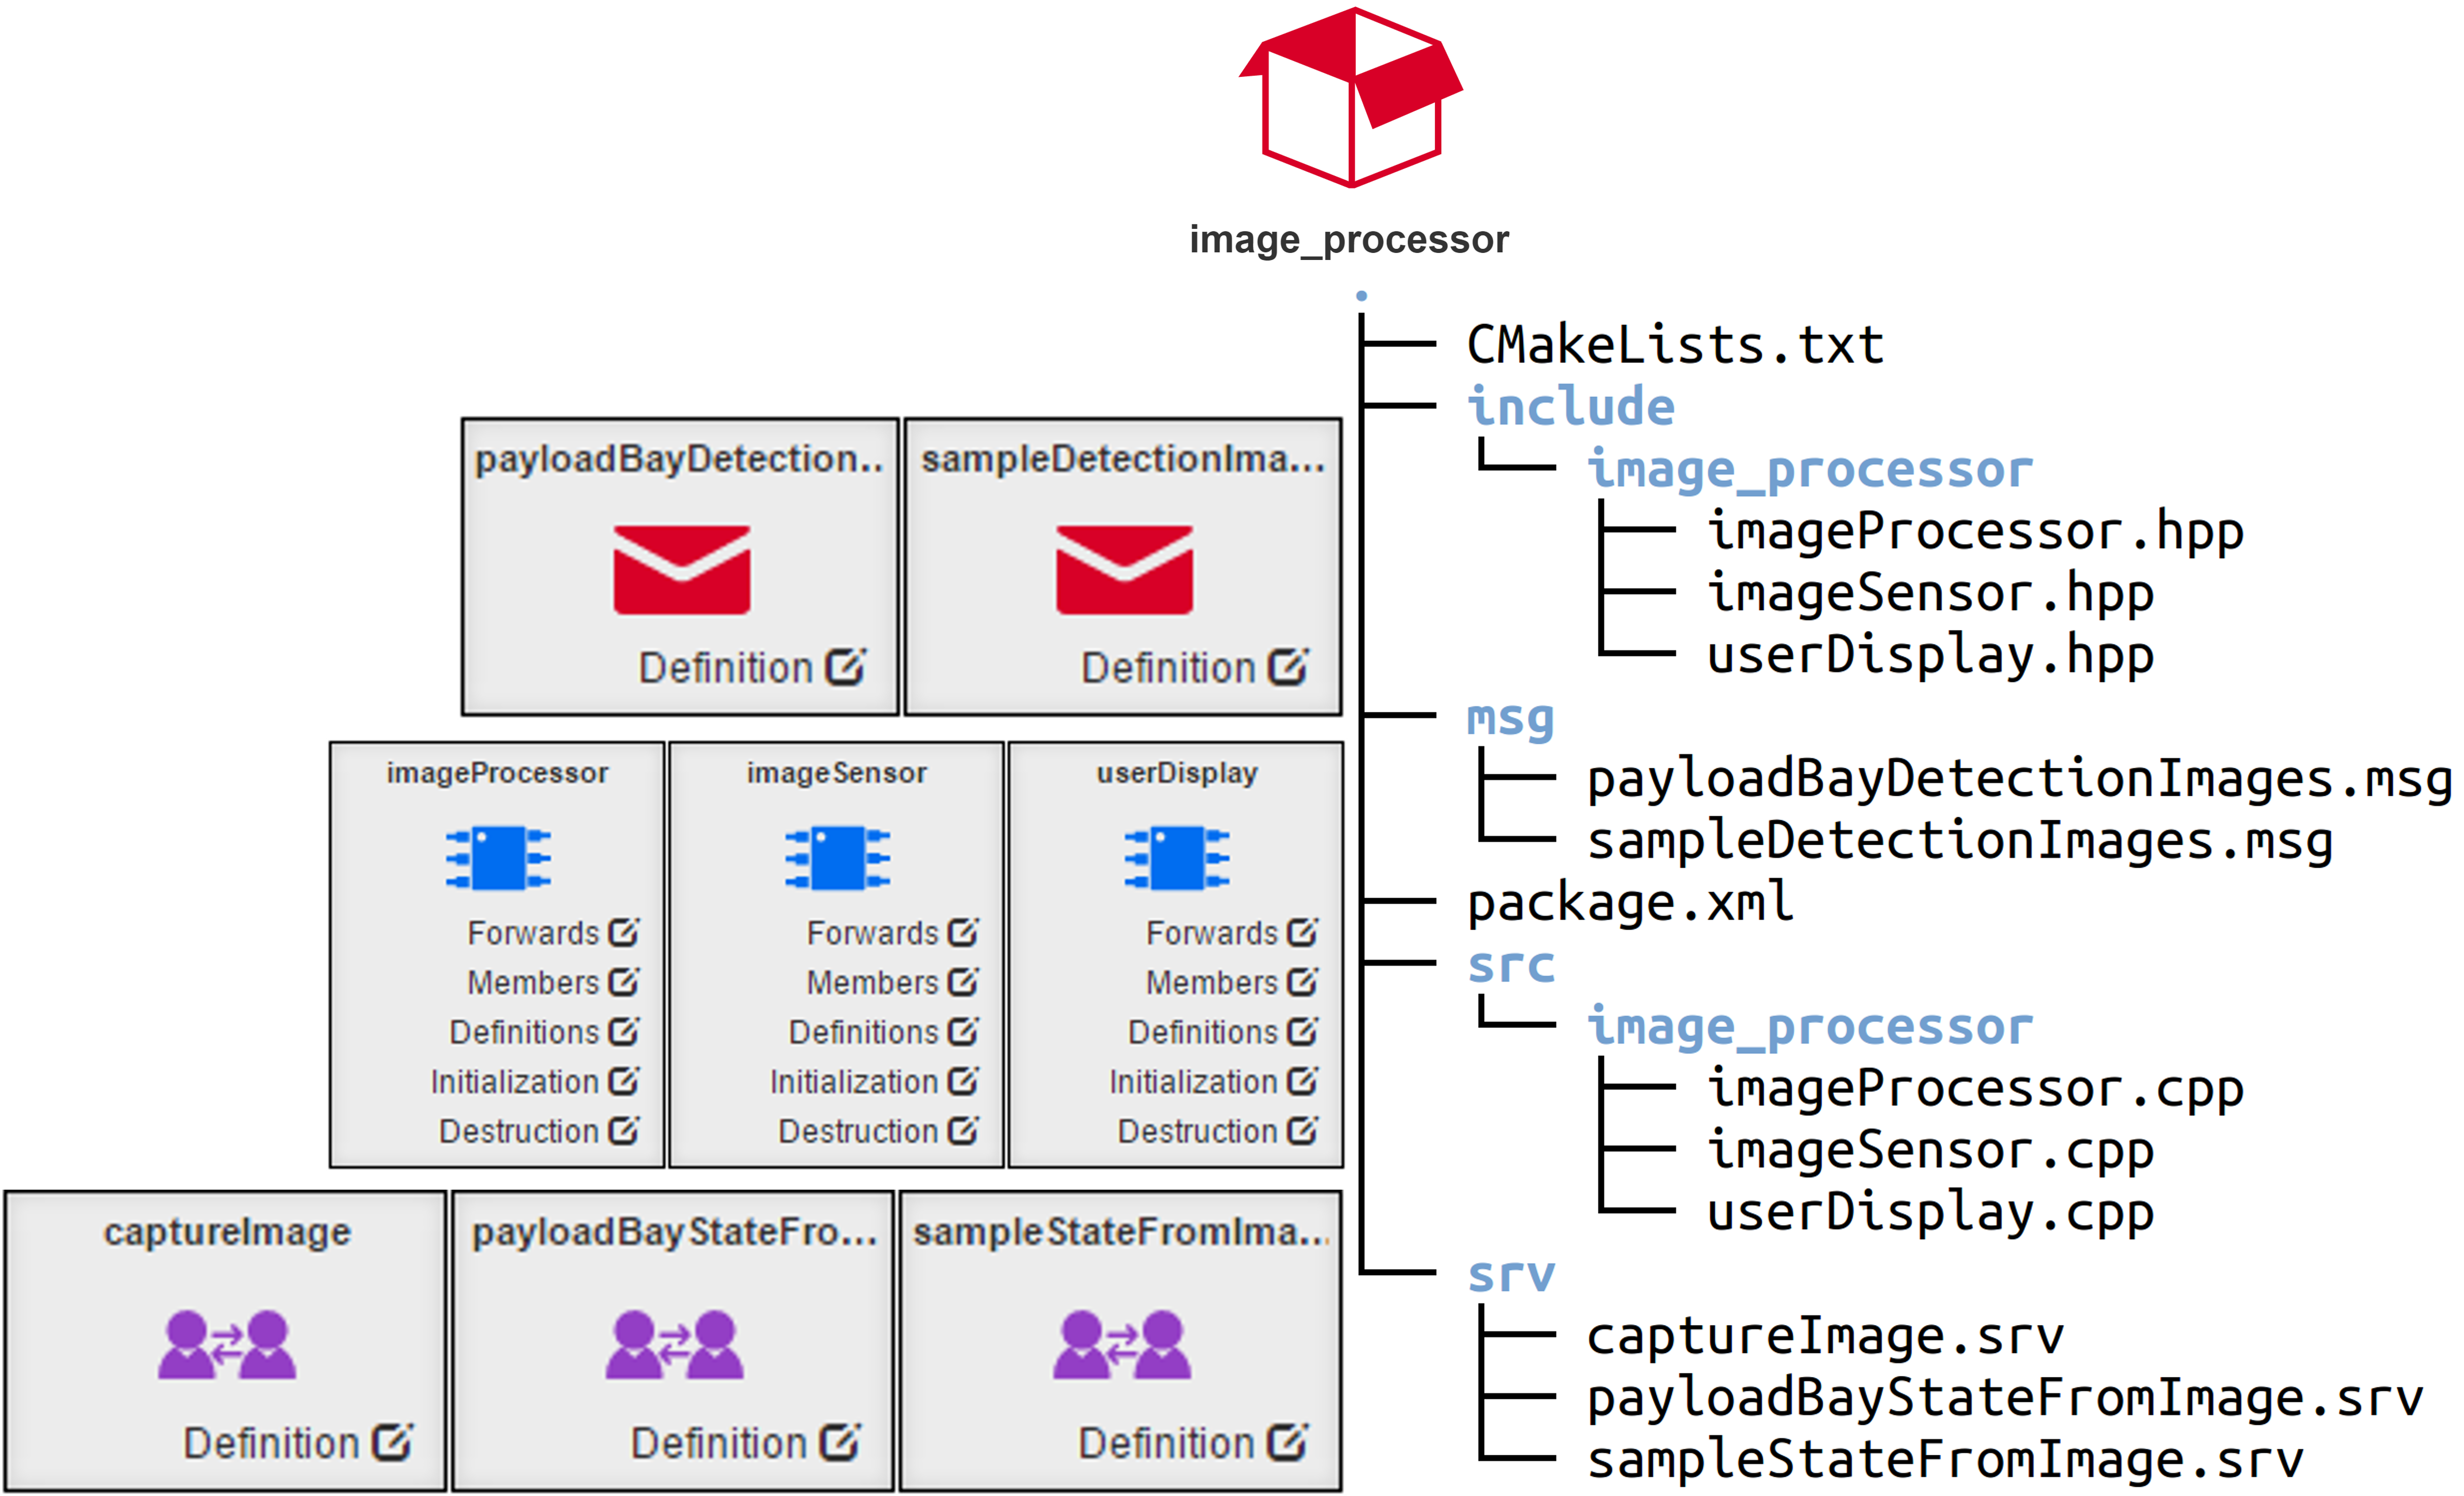 image_processor
.
CMakeLists.txt
include
image_processor
imageProcessor.hpp
imageSensor.hpp
userDisplay.hpp
msg
payloadBayDetectionImages.msg
sampleDetectionImages.msg
package.xml
src
image_processor
imageProcessor.cpp
imageSensor.cpp
userDisplay.cpp
srv
captureImage.srv
payloadBayStateFromImage.srv
sampleStateFromImage.srv
payloadBayDetection..
Definition
sampleDetectionIma...
Definition
imageProcessor
Forwards
Members
Definitions
Initialization
Destruction
imageSensor
Forwards
Members
Definitions
Initialization
Destruction
userDisplay
Forwards
Members
Definitions
Initialization
Destruction
captureImage
Definition
payloadBayStateFro...
Definition
sampleStateFromIma...
Definition